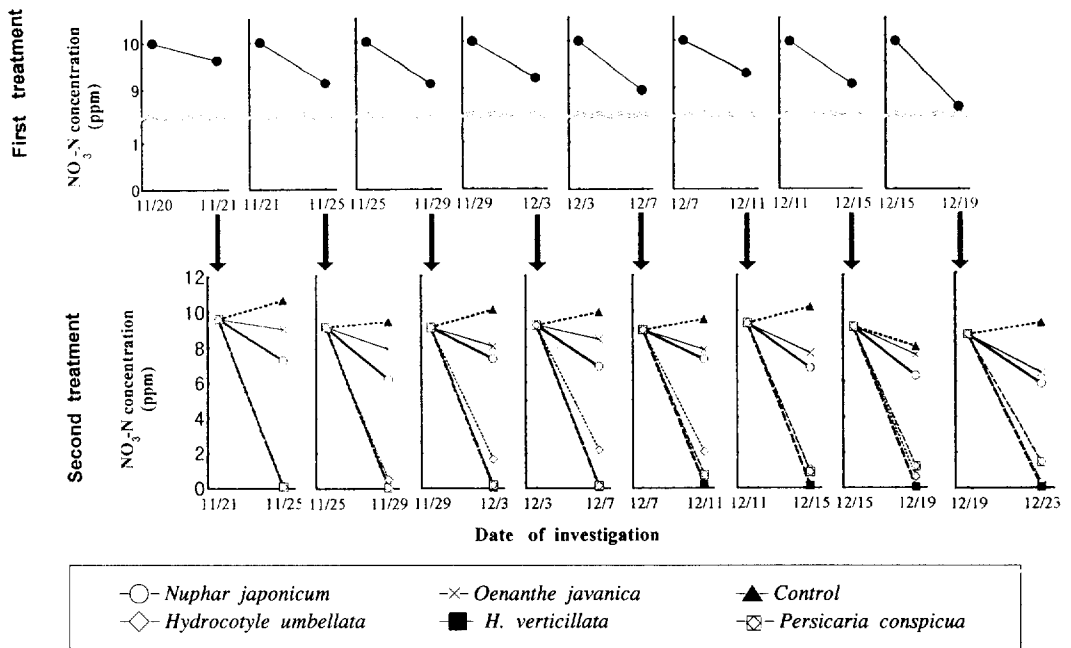 First treatment
NO3-N concentration
(ppm)
10
9
1
0
11/20 11/21 11/21 11/25 11/25 11/29 11/29 12/3 12/3 12/7 12/7 12/11 12/11 12/15 12/15 12/19
Second treatment
NO3-N concentration
(ppm)
12
10
8
6
4
2
0
11/21 11/25 11/25 11/29 11/29 12/3 12/3 12/7 12/7 12/11 12/11 12/15 12/15 12/19 12/19 12/23
Date of investigation
Nuphar japonicum Oenanthe javanica Control
Hydrocotyle umbellata H. verticillata Persicaria conspicua